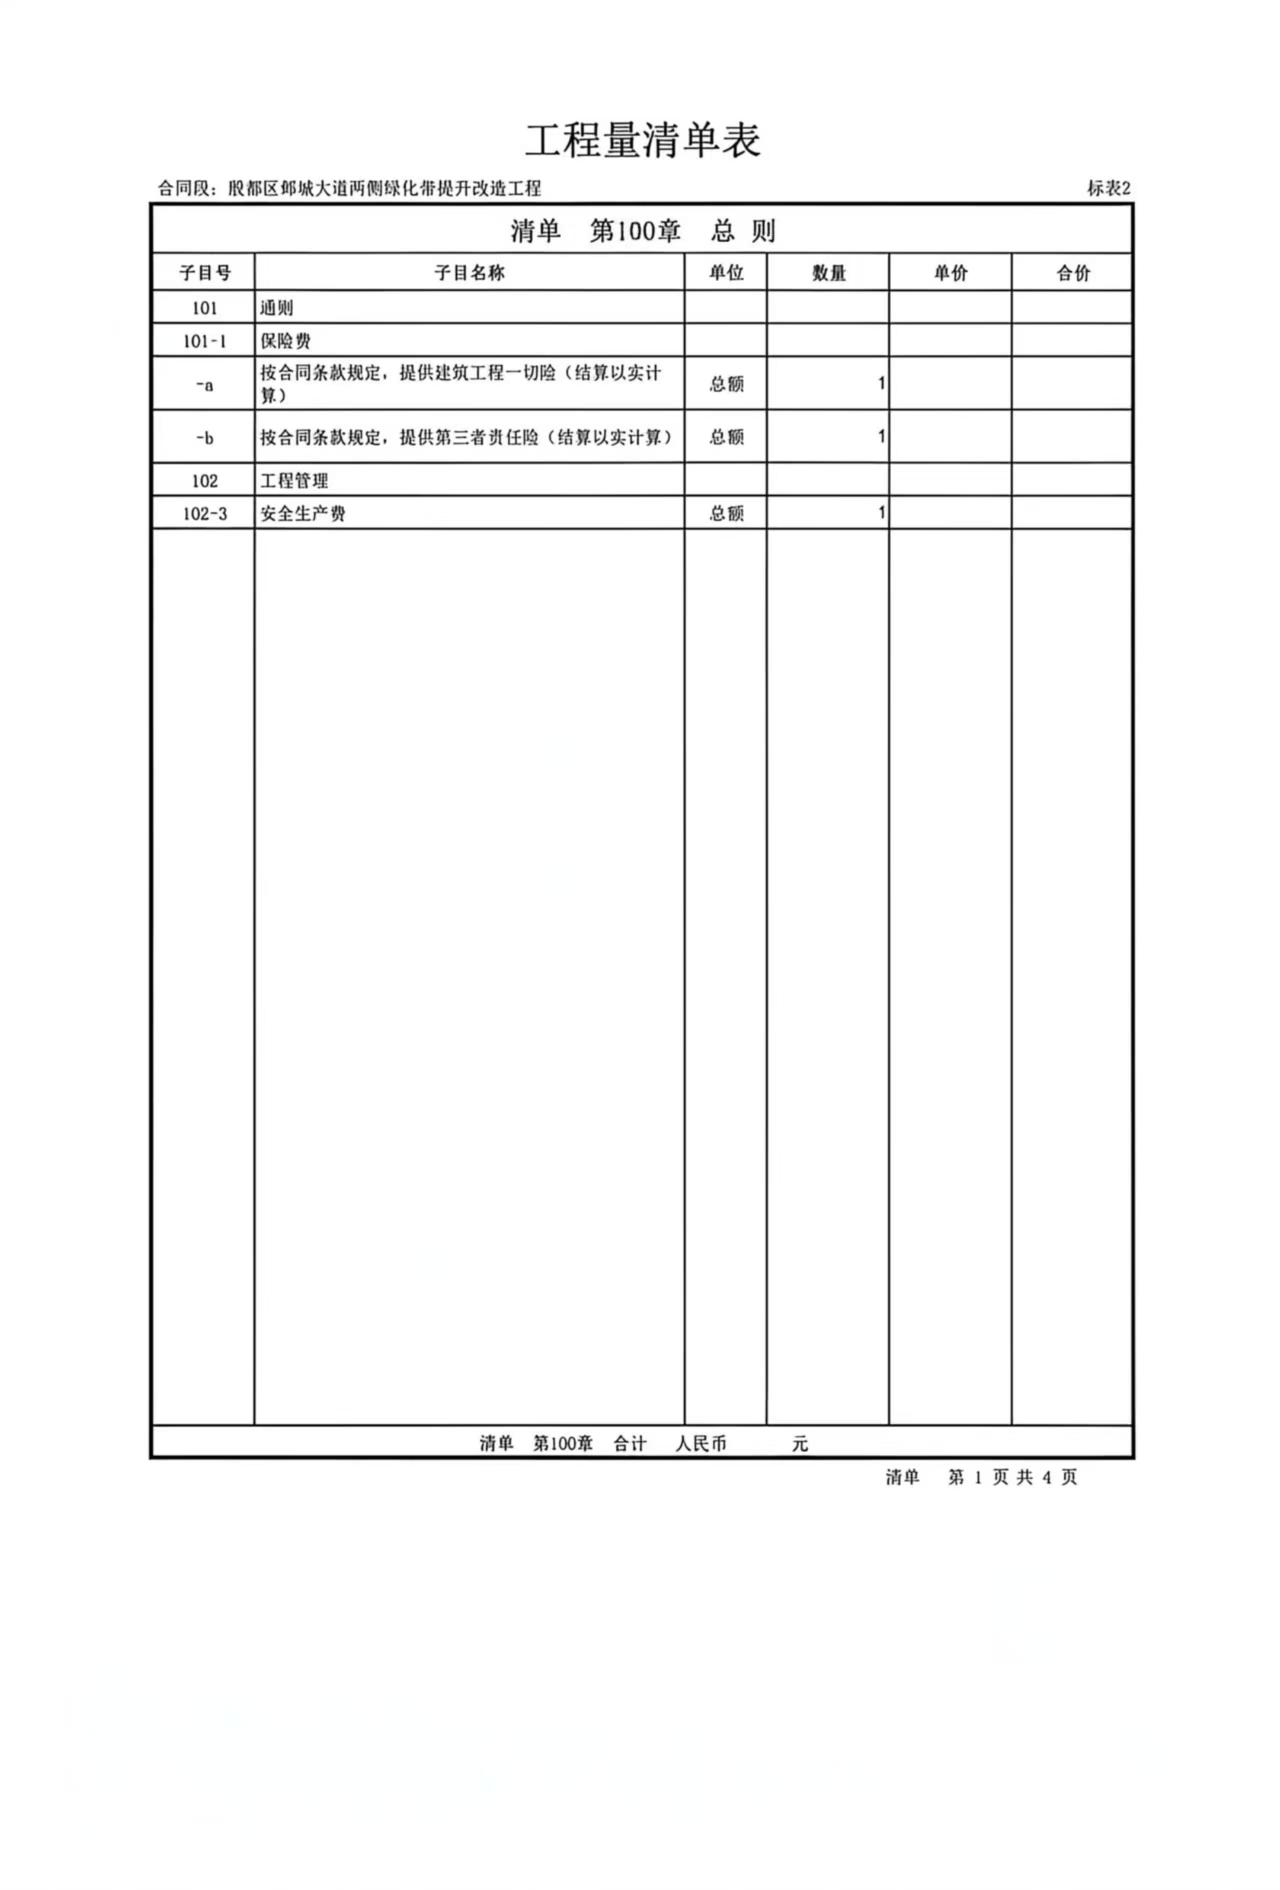 工程量清单表
合同段：殷都区邺城大道两侧绿化带提升改造工程 标表2
清单 第100章 总 则
子目号 子目名称 单位 数量 单价 合价
101 通则
101-1 保险费
-a 按合同条款规定，提供建筑工程一切险（结算以实计
算） 总额 1
-b 按合同条款规定，提供第三者责任险（结算以实计算） 总额 1
102 工程管理
102-3 安全生产费 总额 1
清单 第100章 合计 人民币 元
清单 第 1 页 共 4 页